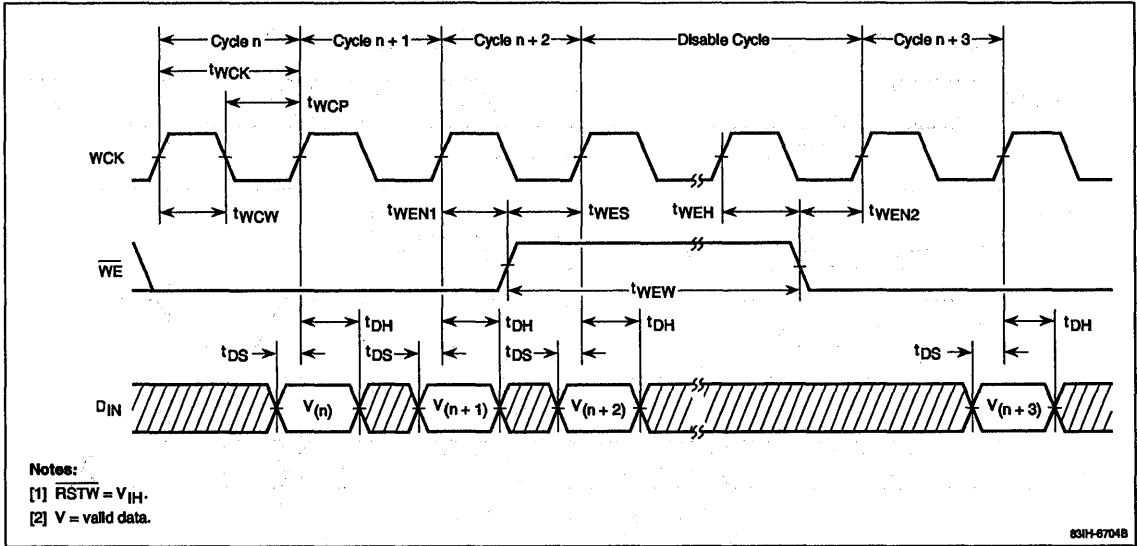 Cycle n Cycle n + 1 Cycle n + 2 Disable Cycle Cycle n + 3
tWCK
tWCP
WCK
tWCW tWEN1 tWES tWEH tWEN2
WE
tWEW
tDH tDH tDH tDH
tDS tDS tDS tDS
DIN V(n) V(n + 1) V(n + 2) V(n + 3)
Notes:
[1] RSTW = VIH.
[2] V = valid data.
83IH-6704B